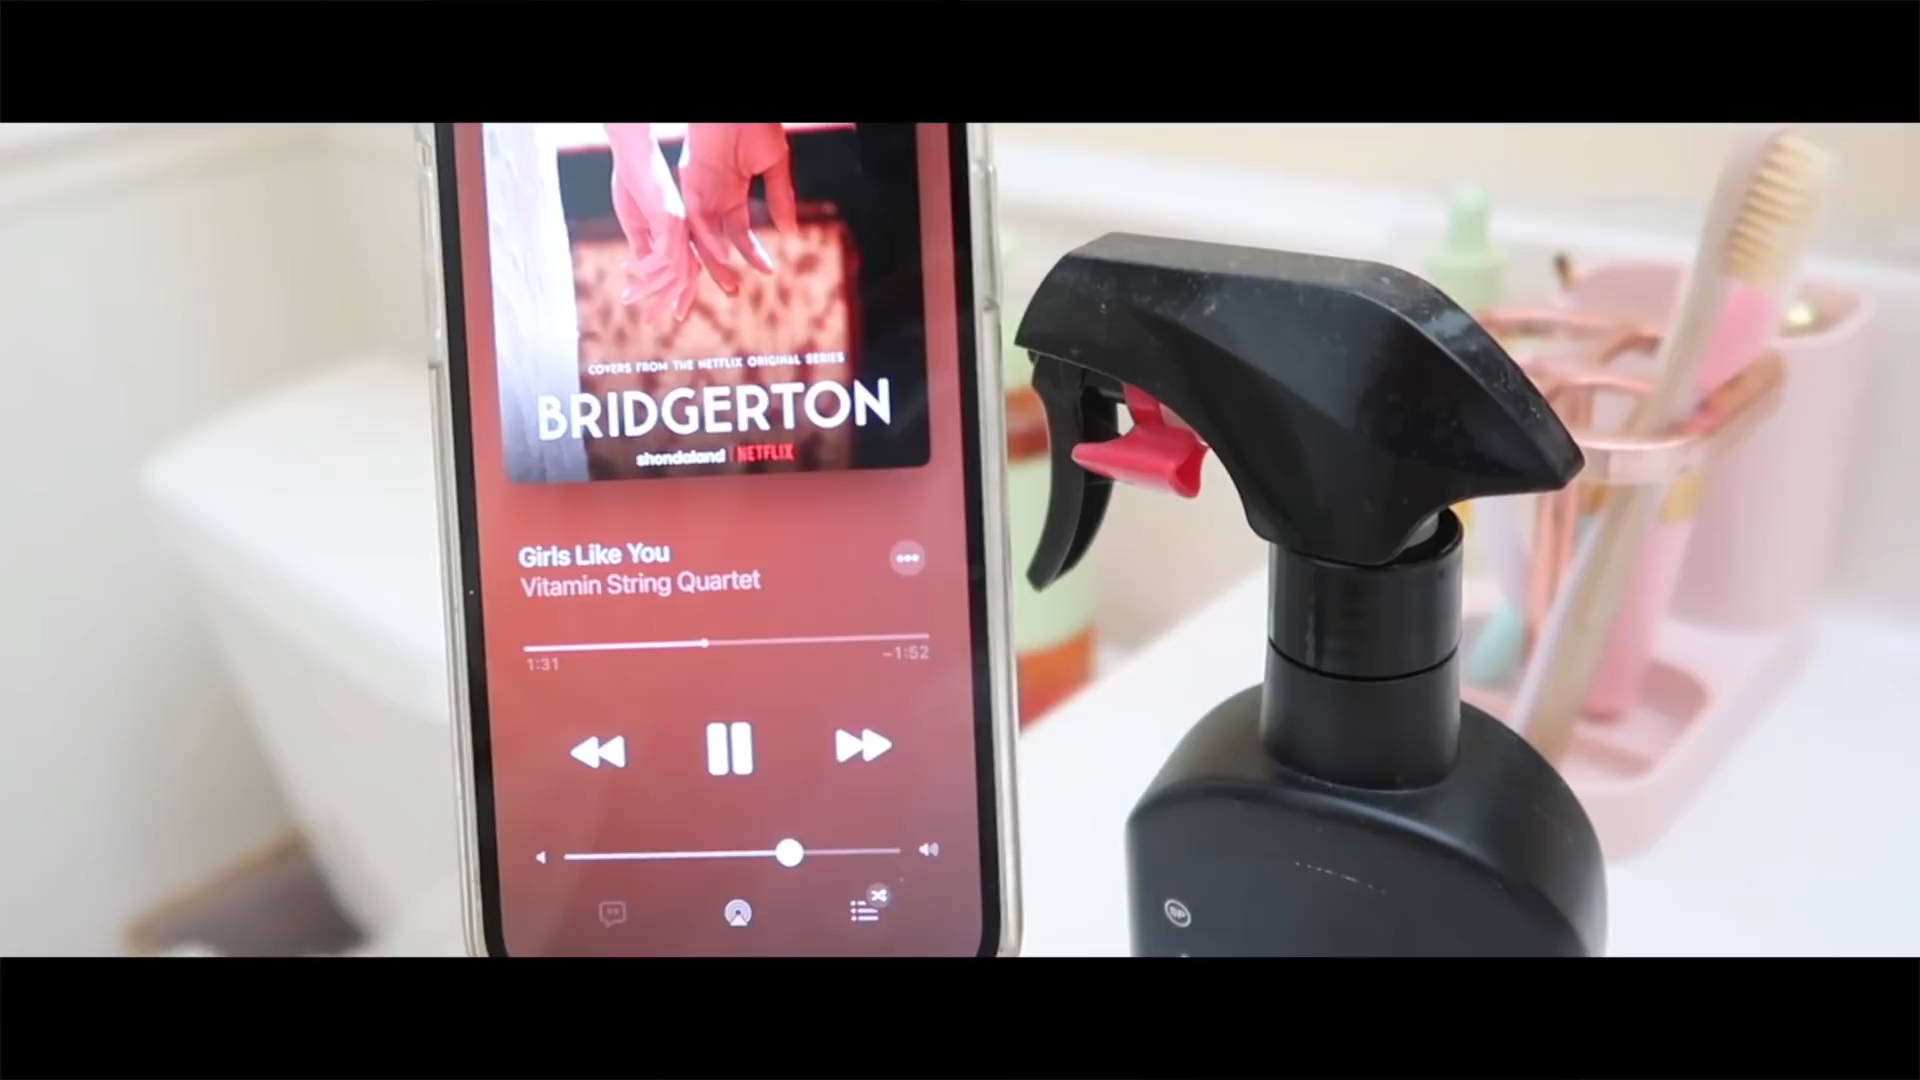 COVERS FROM THE NETFLIX ORIGINAL SERIES
BRIDGERTON
shondaland | NETFLIX
Girls Like You
Vitamin String Quartet
1:31
-1:52
SP